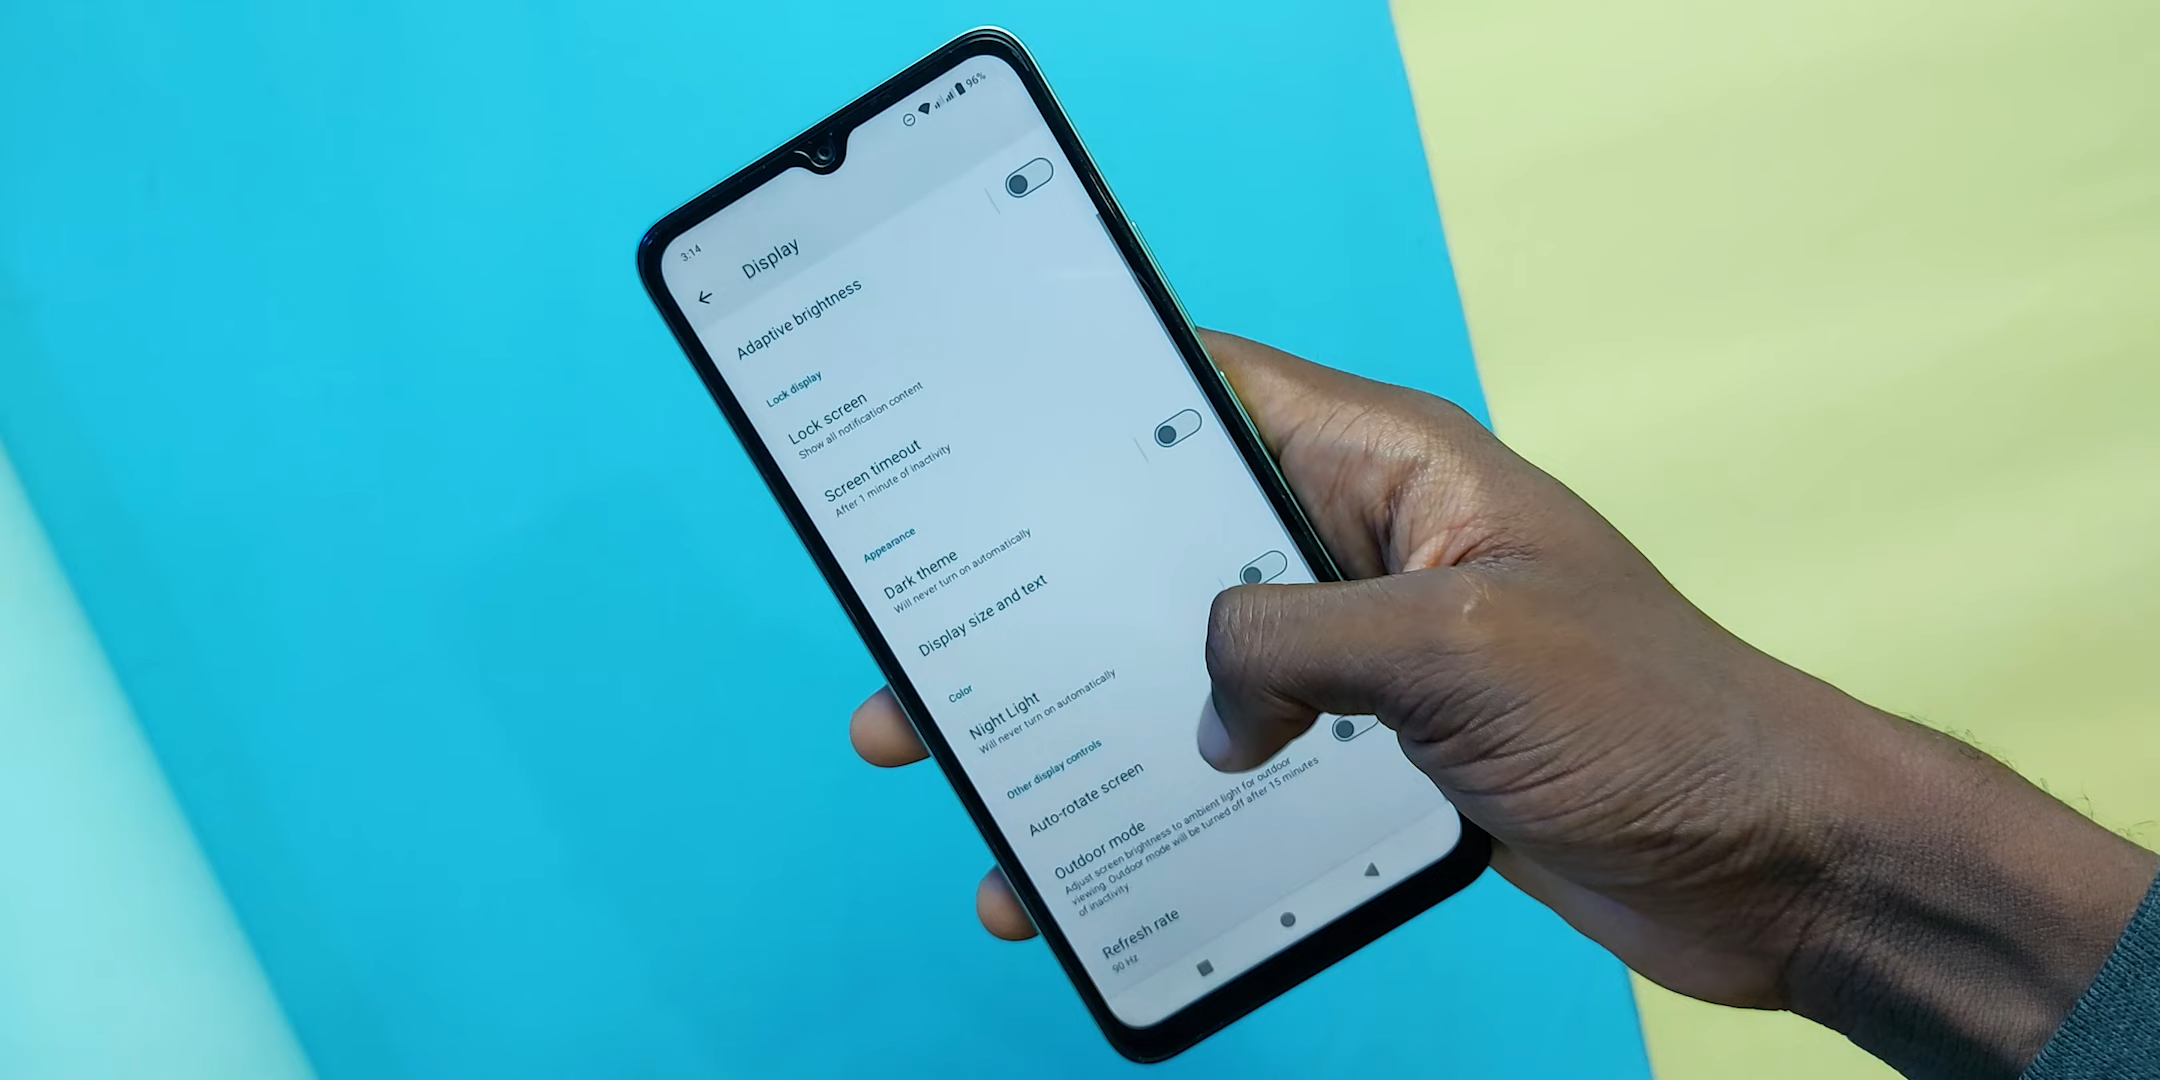 3:14
96%
Display
Adaptive brightness
Lock display
Lock screen
Show all notification content
Screen timeout
After 1 minute of inactivity
Appearance
Dark theme
Will never turn on automatically
Display size and text
Color
Night Light
Will never turn on automatically
Other display controls
Auto-rotate screen
Outdoor mode
Adjust screen brightness to ambient light for outdoor
viewing. Outdoor mode will be turned off after 15 minutes
of inactivity
Refresh rate
90 Hz